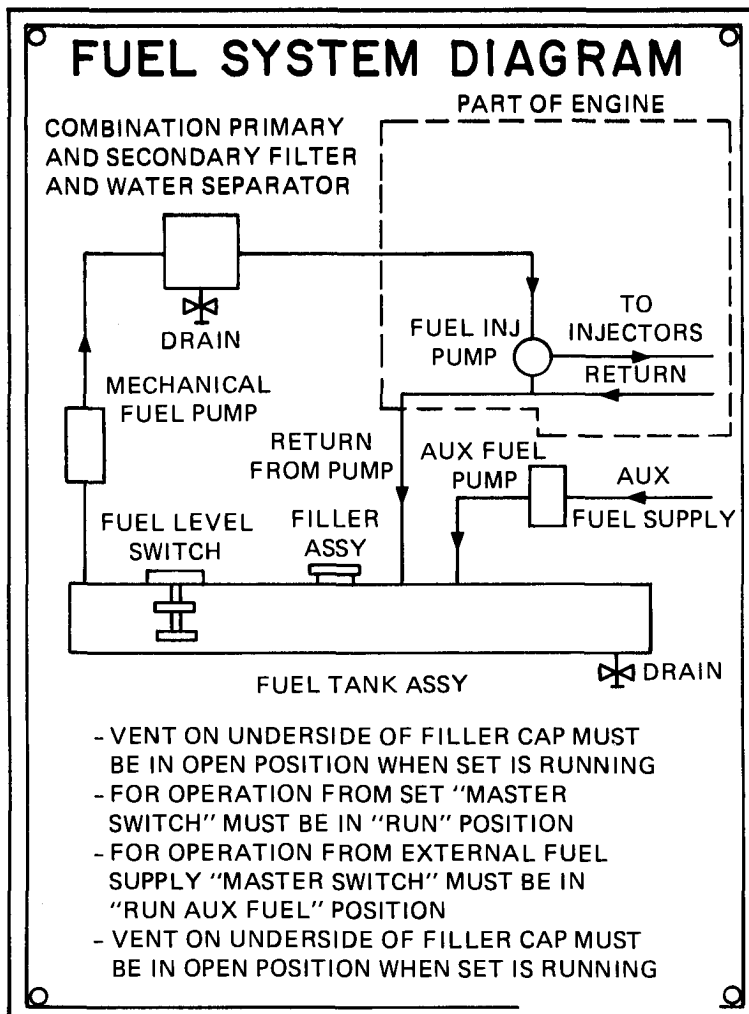 FUEL SYSTEM DIAGRAM
PART OF ENGINE
COMBINATION PRIMARY
AND SECONDARY FILTER
AND WATER SEPARATOR
DRAIN
FUEL INJ
PUMP
TO
INJECTORS
RETURN
MECHANICAL
FUEL PUMP
RETURN
FROM PUMP
AUX FUEL
PUMP
AUX
FUEL SUPPLY
FUEL LEVEL
SWITCH
FILLER
ASSY
FUEL TANK ASSY
DRAIN
- VENT ON UNDERSIDE OF FILLER CAP MUST
BE IN OPEN POSITION WHEN SET IS RUNNING
- FOR OPERATION FROM SET "MASTER
SWITCH" MUST BE IN "RUN" POSITION
- FOR OPERATION FROM EXTERNAL FUEL
SUPPLY "MASTER SWITCH" MUST BE IN
"RUN AUX FUEL" POSITION
- VENT ON UNDERSIDE OF FILLER CAP MUST
BE IN OPEN POSITION WHEN SET IS RUNNING